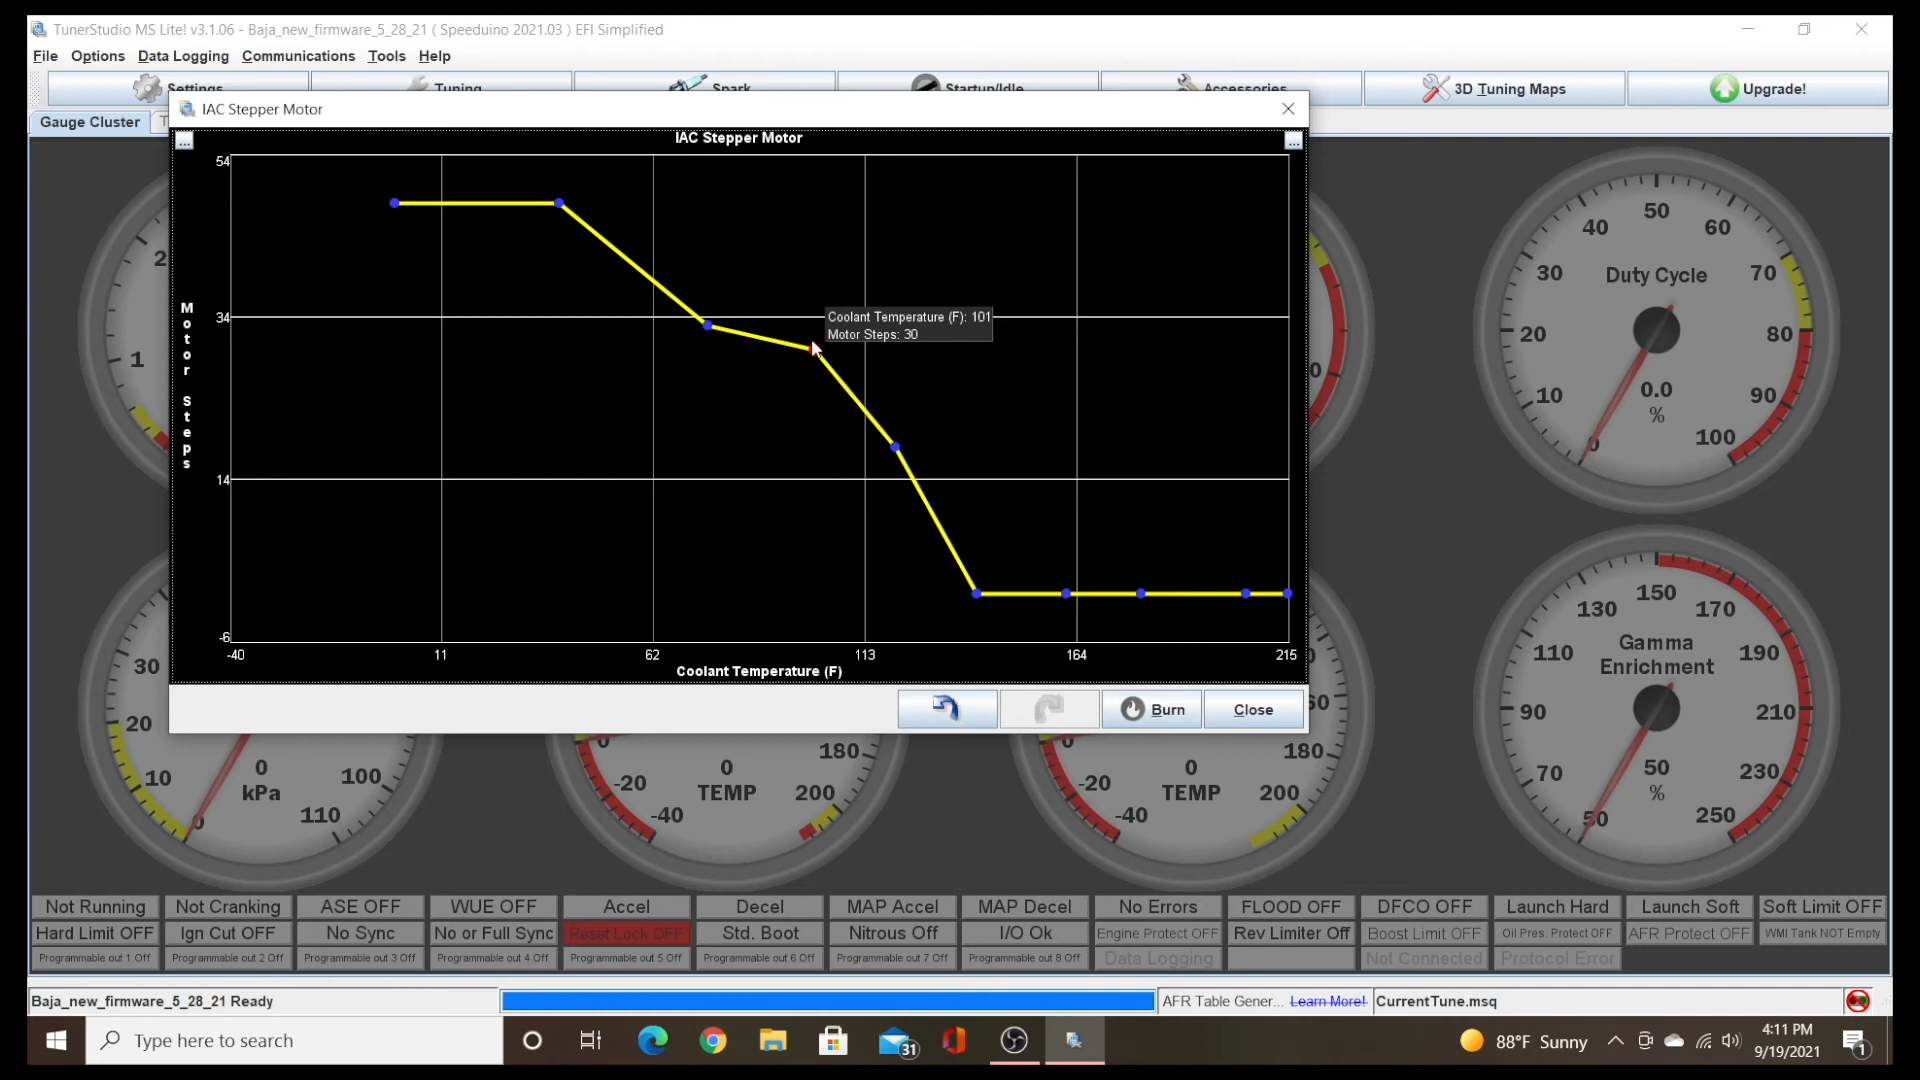 TunerStudio MS Lite! v3.1.06 - Baja_new_firmware_5_28_21 ( Speeduino 2021.03 ) EFI Simplified
File Options Data Logging Communications Tools Help
Settings Tuning Spark Startup/Idle Accessories 3D Tuning Maps Upgrade!
IAC Stepper Motor
Gauge Cluster T
... IAC Stepper Motor ...
54
34
14
-6
Motor Steps
Coolant Temperature (F): 101
Motor Steps: 30
-40 11 62 113 164 215
Coolant Temperature (F)
Burn Close
2
1
0
0 10 20 30 40 50 60 70 80 90 100
Duty Cycle
0.0
%
50 70 90 110 130 150 170 190 210 230 250
Gamma
Enrichment
50
%
0 10 20 30 100 110
0
kPa
-40 -20 0 180 200
0
TEMP
-40 -20 0 60 180 200
0
TEMP
Not Running Not Cranking ASE OFF WUE OFF Accel Decel MAP Accel MAP Decel No Errors FLOOD OFF DFCO OFF Launch Hard Launch Soft Soft Limit OFF
Hard Limit OFF Ign Cut OFF No Sync No or Full Sync Reset Lock OFF Std. Boot Nitrous Off I/O Ok Engine Protect OFF Rev Limiter Off Boost Limit OFF Oil Pres. Protect OFF AFR Protect OFF WMI Tank NOT Empty
Programmable out 1 Off Programmable out 2 Off Programmable out 3 Off Programmable out 4 Off Programmable out 5 Off Programmable out 6 Off Programmable out 7 Off Programmable out 8 Off Data Logging Not Connected Protocol Error
Baja_new_firmware_5_28_21 Ready AFR Table Gener... Learn More! CurrentTune.msq
Type here to search 31 88°F Sunny 4:11 PM
9/19/2021 1